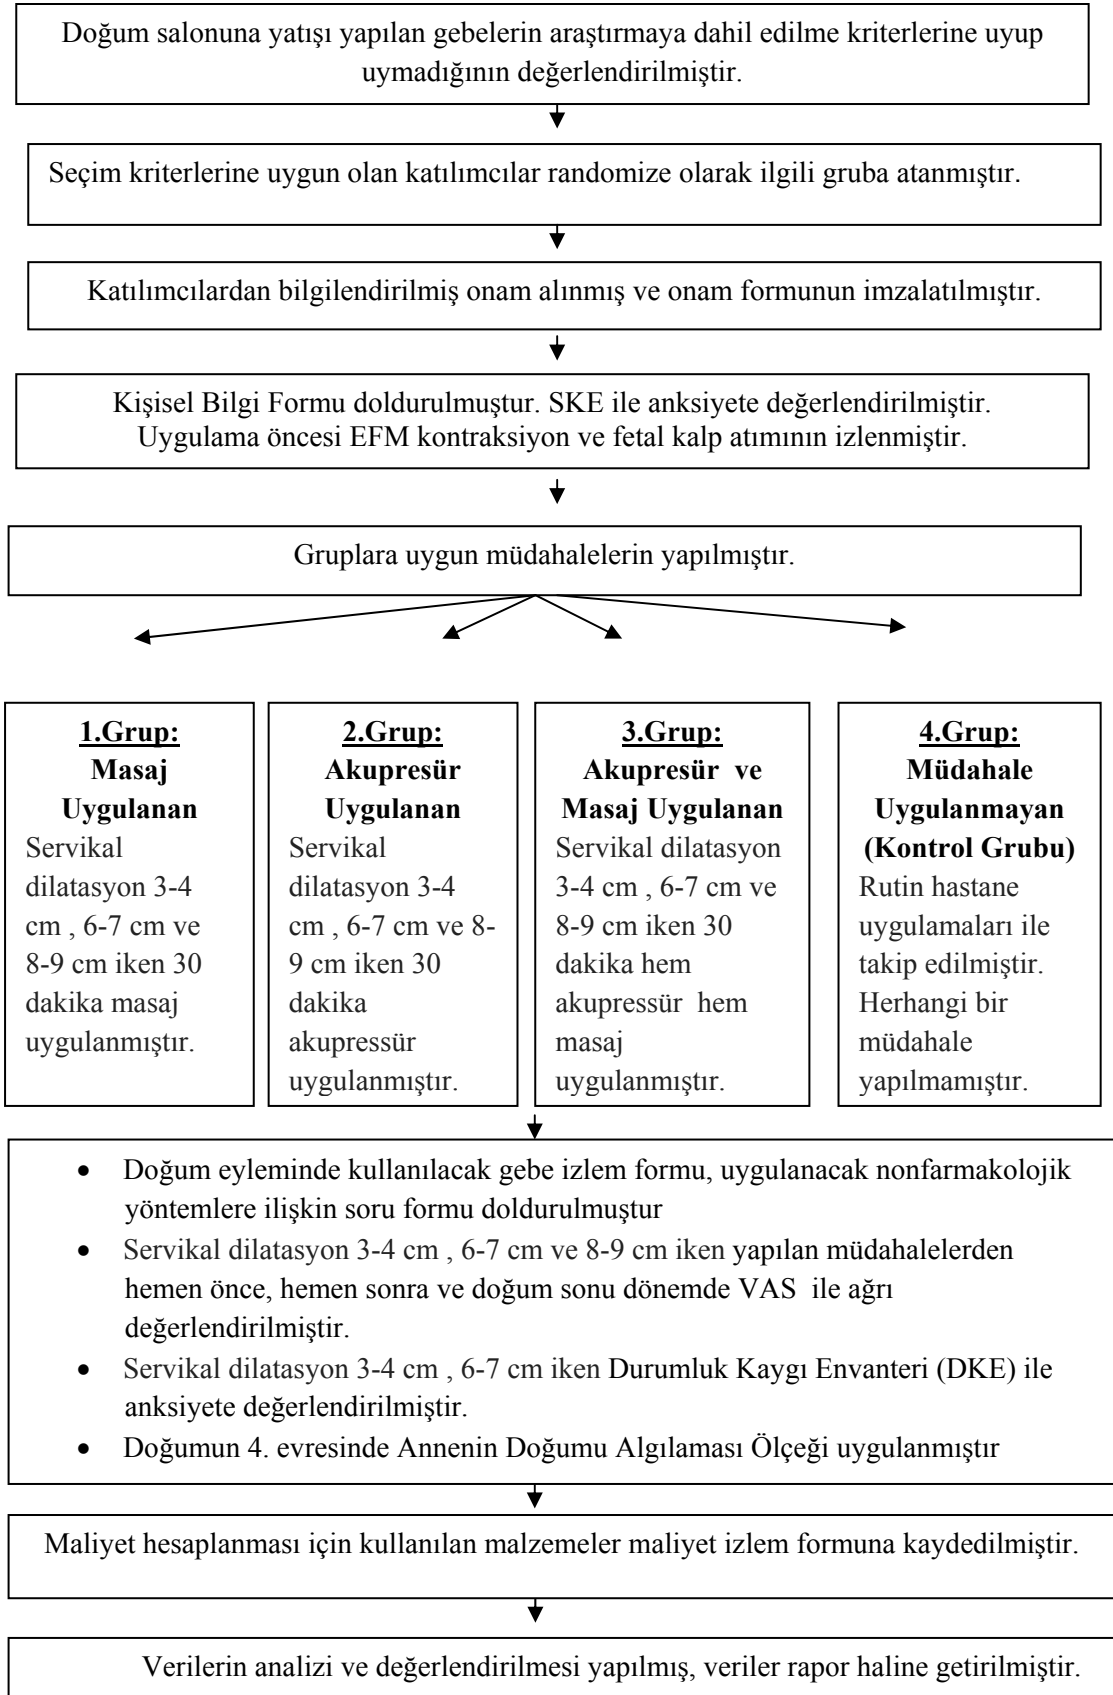 Doğum salonuna yatışı yapılan gebelerin araştırmaya dahil edilme kriterlerine uyup
uymadığının değerlendirilmiştir.
Seçim kriterlerine uygun olan katılımcılar randomize olarak ilgili gruba atanmıştır.
Katılımcılardan bilgilendirilmiş onam alınmış ve onam formunun imzalatılmıştır.
Kişisel Bilgi Formu doldurulmuştur. SKE ile anksiyete değerlendirilmiştir.
Uygulama öncesi EFM kontraksiyon ve fetal kalp atımının izlenmiştir.
Gruplara uygun müdahalelerin yapılmıştır.
1.Grup:
Masaj
Uygulanan
Servikal
dilatasyon 3-4
cm , 6-7 cm ve
8-9 cm iken 30
dakika masaj
uygulanmıştır.
2.Grup:
Akupresür
Uygulanan
Servikal
dilatasyon 3-4
cm , 6-7 cm ve 8-
9 cm iken 30
dakika
akupressür
uygulanmıştır.
3.Grup:
Akupresür ve
Masaj Uygulanan
Servikal dilatasyon
3-4 cm , 6-7 cm ve
8-9 cm iken 30
dakika hem
akupressür hem
masaj
uygulanmıştır.
4.Grup:
Müdahale
Uygulanmayan
(Kontrol Grubu)
Rutin hastane
uygulamaları ile
takip edilmiştir.
Herhangi bir
müdahale
yapılmamıştır.
• Doğum eyleminde kullanılacak gebe izlem formu, uygulanacak nonfarmakolojik
yöntemlere ilişkin soru formu doldurulmuştur
• Servikal dilatasyon 3-4 cm , 6-7 cm ve 8-9 cm iken yapılan müdahalelerden
hemen önce, hemen sonra ve doğum sonu dönemde VAS ile ağrı
değerlendirilmiştir.
• Servikal dilatasyon 3-4 cm , 6-7 cm iken Durumluk Kaygı Envanteri (DKE) ile
anksiyete değerlendirilmiştir.
• Doğumun 4. evresinde Annenin Doğumu Algılaması Ölçeği uygulanmıştır
Maliyet hesaplanması için kullanılan malzemeler maliyet izlem formuna kaydedilmiştir.
Verilerin analizi ve değerlendirilmesi yapılmış, veriler rapor haline getirilmiştir.